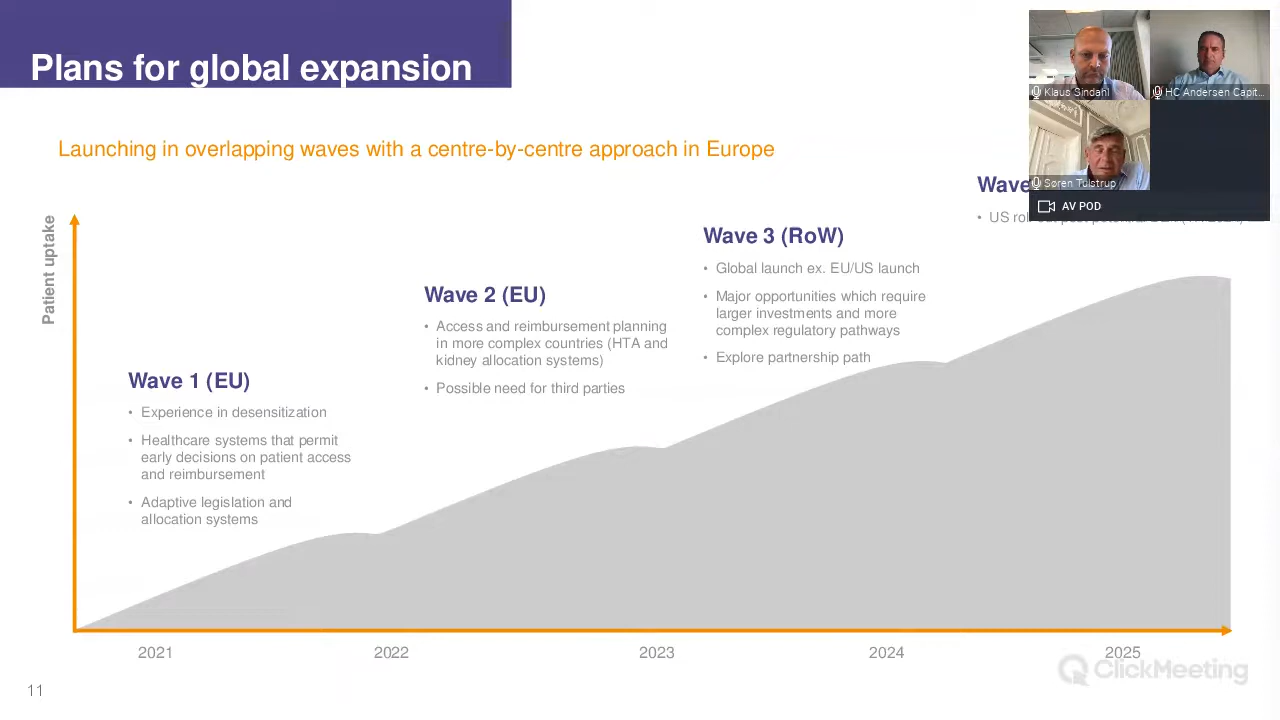 Plans for global expansion
Klaus Sindahl
HC Andersen Capit...
Launching in overlapping waves with a centre-by-centre approach in Europe
Søren Tulstrup
AV POD
Wave
• US
Patient uptake
Wave 3 (RoW)
• Global launch ex. EU/US launch
• Major opportunities which require
larger investments and more
complex regulatory pathways
• Explore partnership path
Wave 2 (EU)
• Access and reimbursement planning
in more complex countries (HTA and
kidney allocation systems)
• Possible need for third parties
Wave 1 (EU)
• Experience in desensitization
• Healthcare systems that permit
early decisions on patient access
and reimbursement
• Adaptive legislation and
allocation systems
2021
2022
2023
2024
2025
ClickMeeting
11